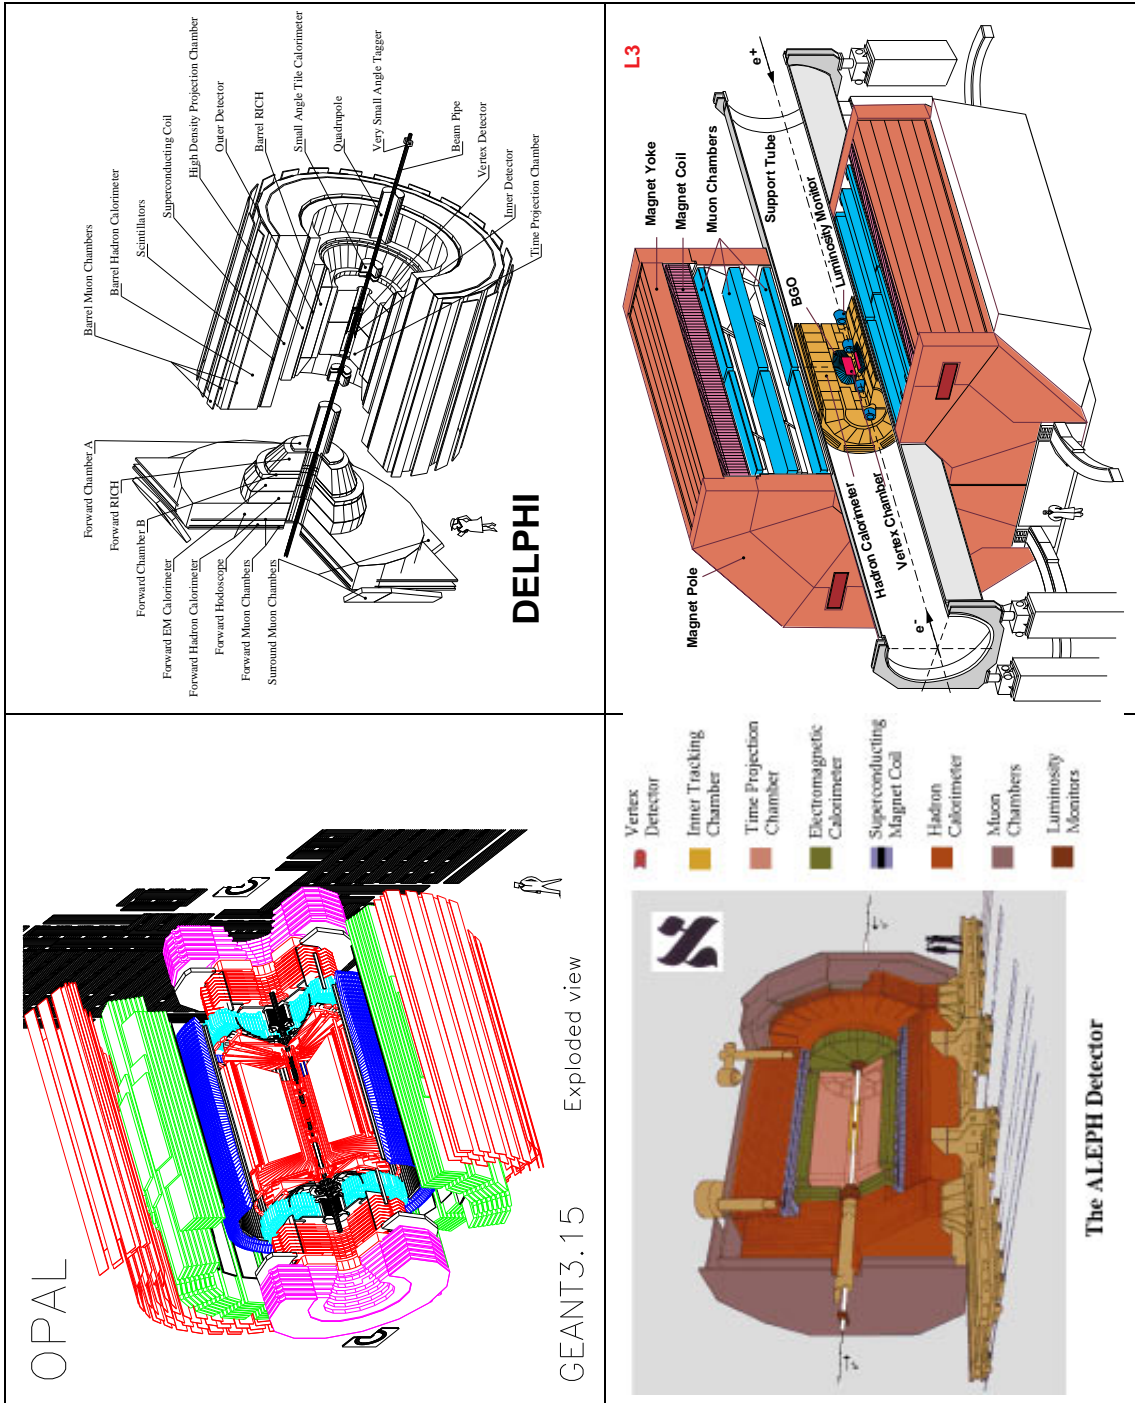 Barrel Muon Chambers
Barrel Hadron Calorimeter
Scintillators
Superconducting Coil
High Density Projection Chamber
Outer Detector
Barrel RICH
Small Angle Tile Calorimeter
Quadrupole
Very Small Angle Tagger
Beam Pipe
Vertex Detector
Inner Detector
Time Projection Chamber
Forward Chamber A
Forward RICH
Forward Chamber B
Forward EM Calorimeter
Forward Hadron Calorimeter
Forward Hodoscope
Forward Muon Chambers
Surround Muon Chambers
DELPHI
L3
e+
Magnet Yoke
Magnet Coil
Muon Chambers
Support Tube
Luminosity Monitor
BGO
Hadron Calorimeter
Vertex Chamber
Magnet Pole
e-
OPAL
GEANT3.15
Exploded view
Vertex
Detector
Inner Tracking
Chamber
Time Projection
Chamber
Electromagnetic
Calorimeter
Superconducting
Magnet Coil
Hadron
Calorimeter
Muon
Chambers
Luminosity
Monitors
The ALEPH Detector